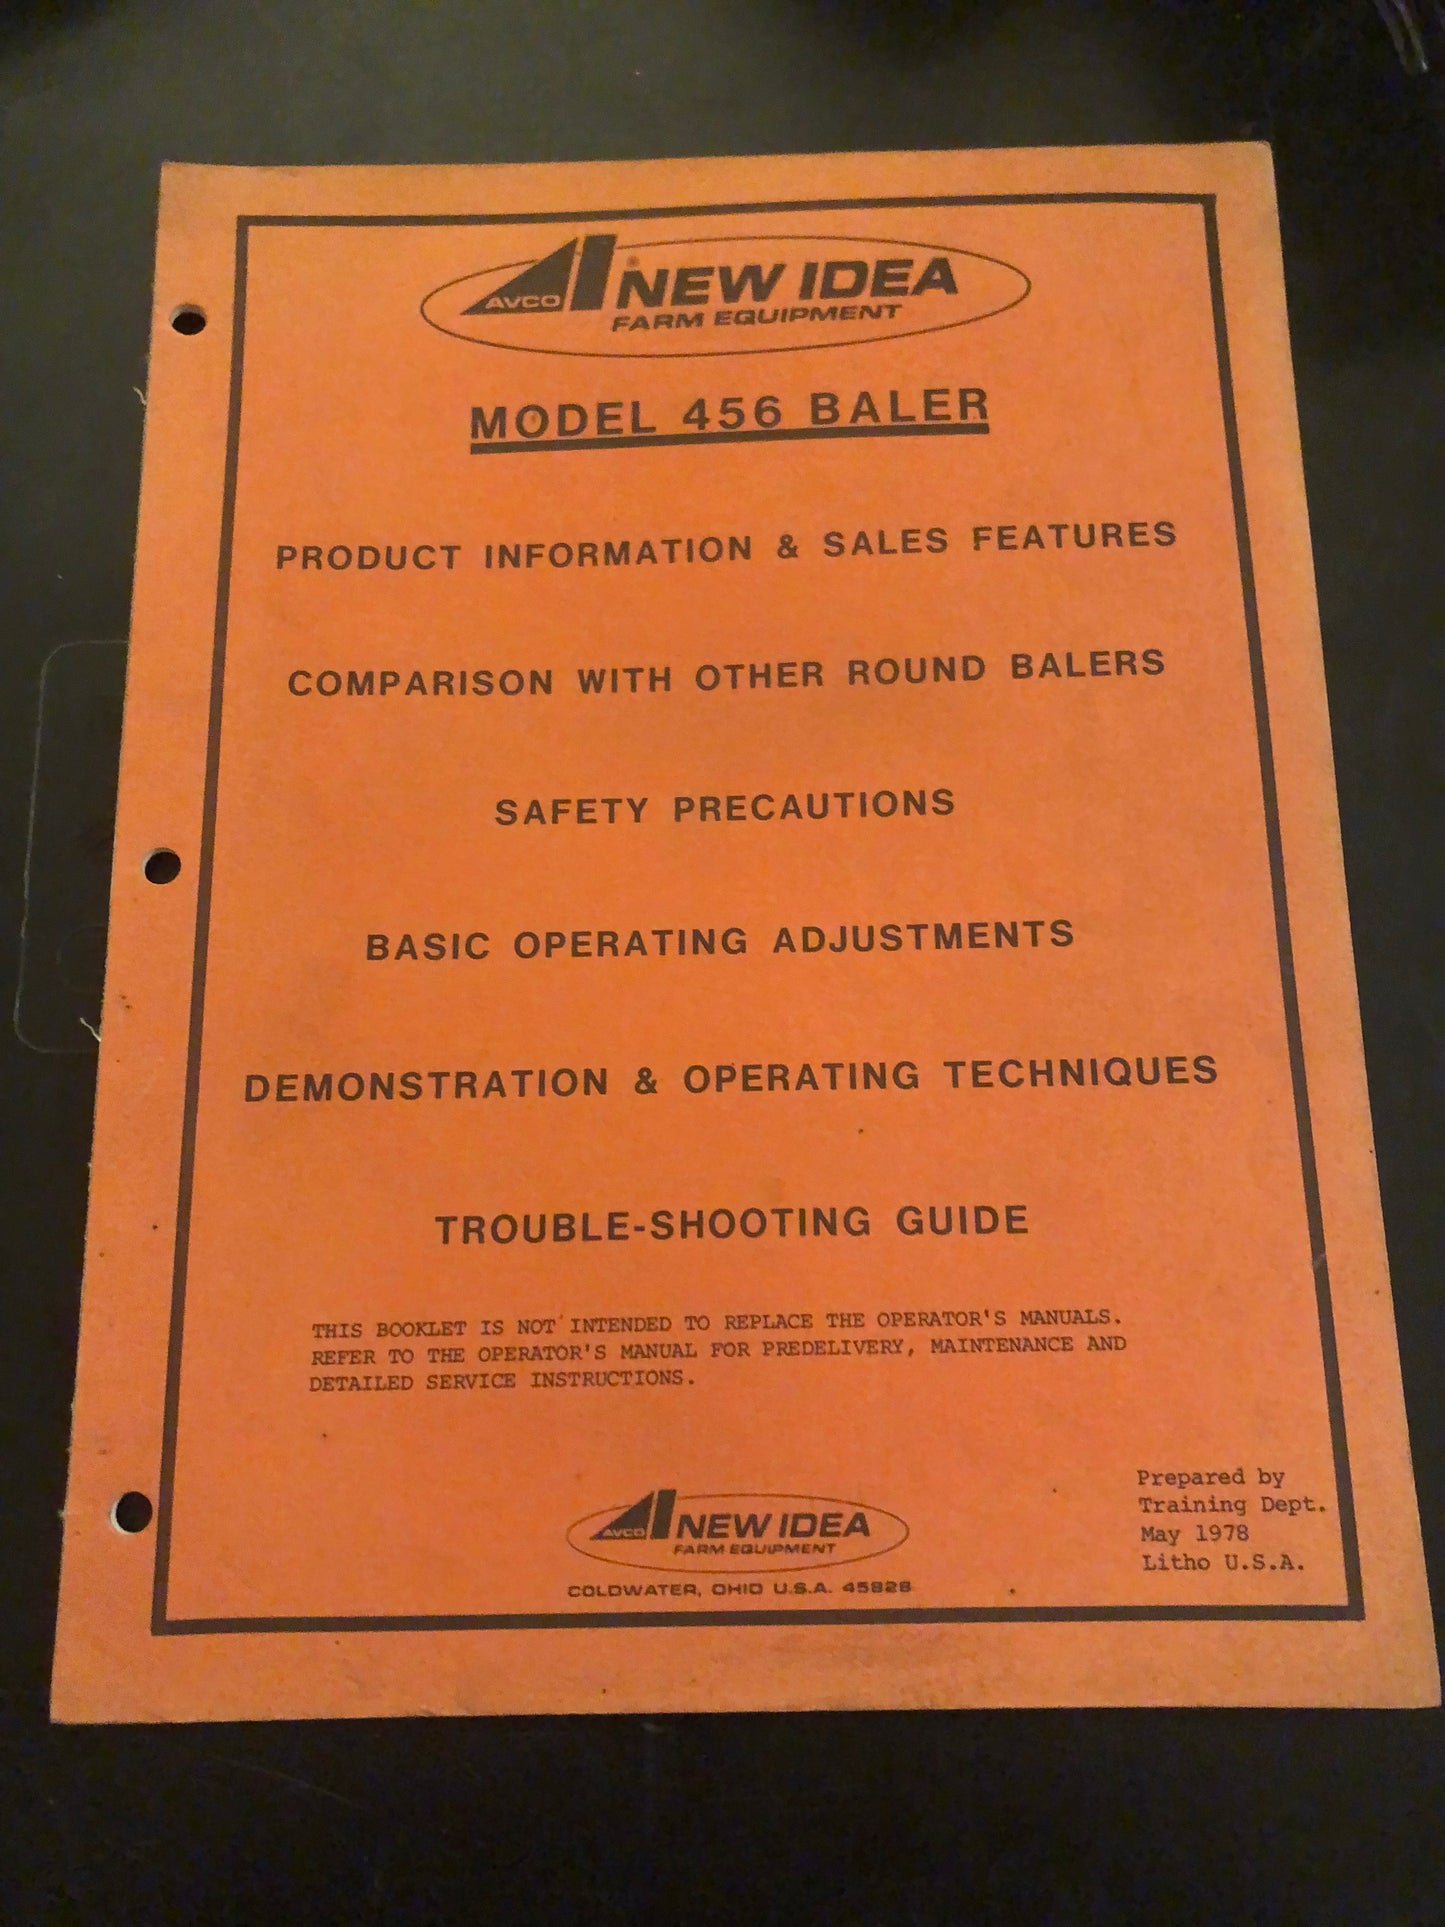 AVCO NEW IDEA
FARM EQUIPMENT
MODEL 456 BALER
PRODUCT INFORMATION & SALES FEATURES
COMPARISON WITH OTHER ROUND BALERS
SAFETY PRECAUTIONS
BASIC OPERATING ADJUSTMENTS
DEMONSTRATION & OPERATING TECHNIQUES
TROUBLE-SHOOTING GUIDE
THIS BOOKLET IS NOT INTENDED TO REPLACE THE OPERATOR'S MANUALS.
REFER TO THE OPERATOR'S MANUAL FOR PREDELIVERY, MAINTENANCE AND
DETAILED SERVICE INSTRUCTIONS.
AVCO NEW IDEA
FARM EQUIPMENT
COLDWATER, OHIO U.S.A. 45828
Prepared by
Training Dept.
May 1978
Litho U.S.A.